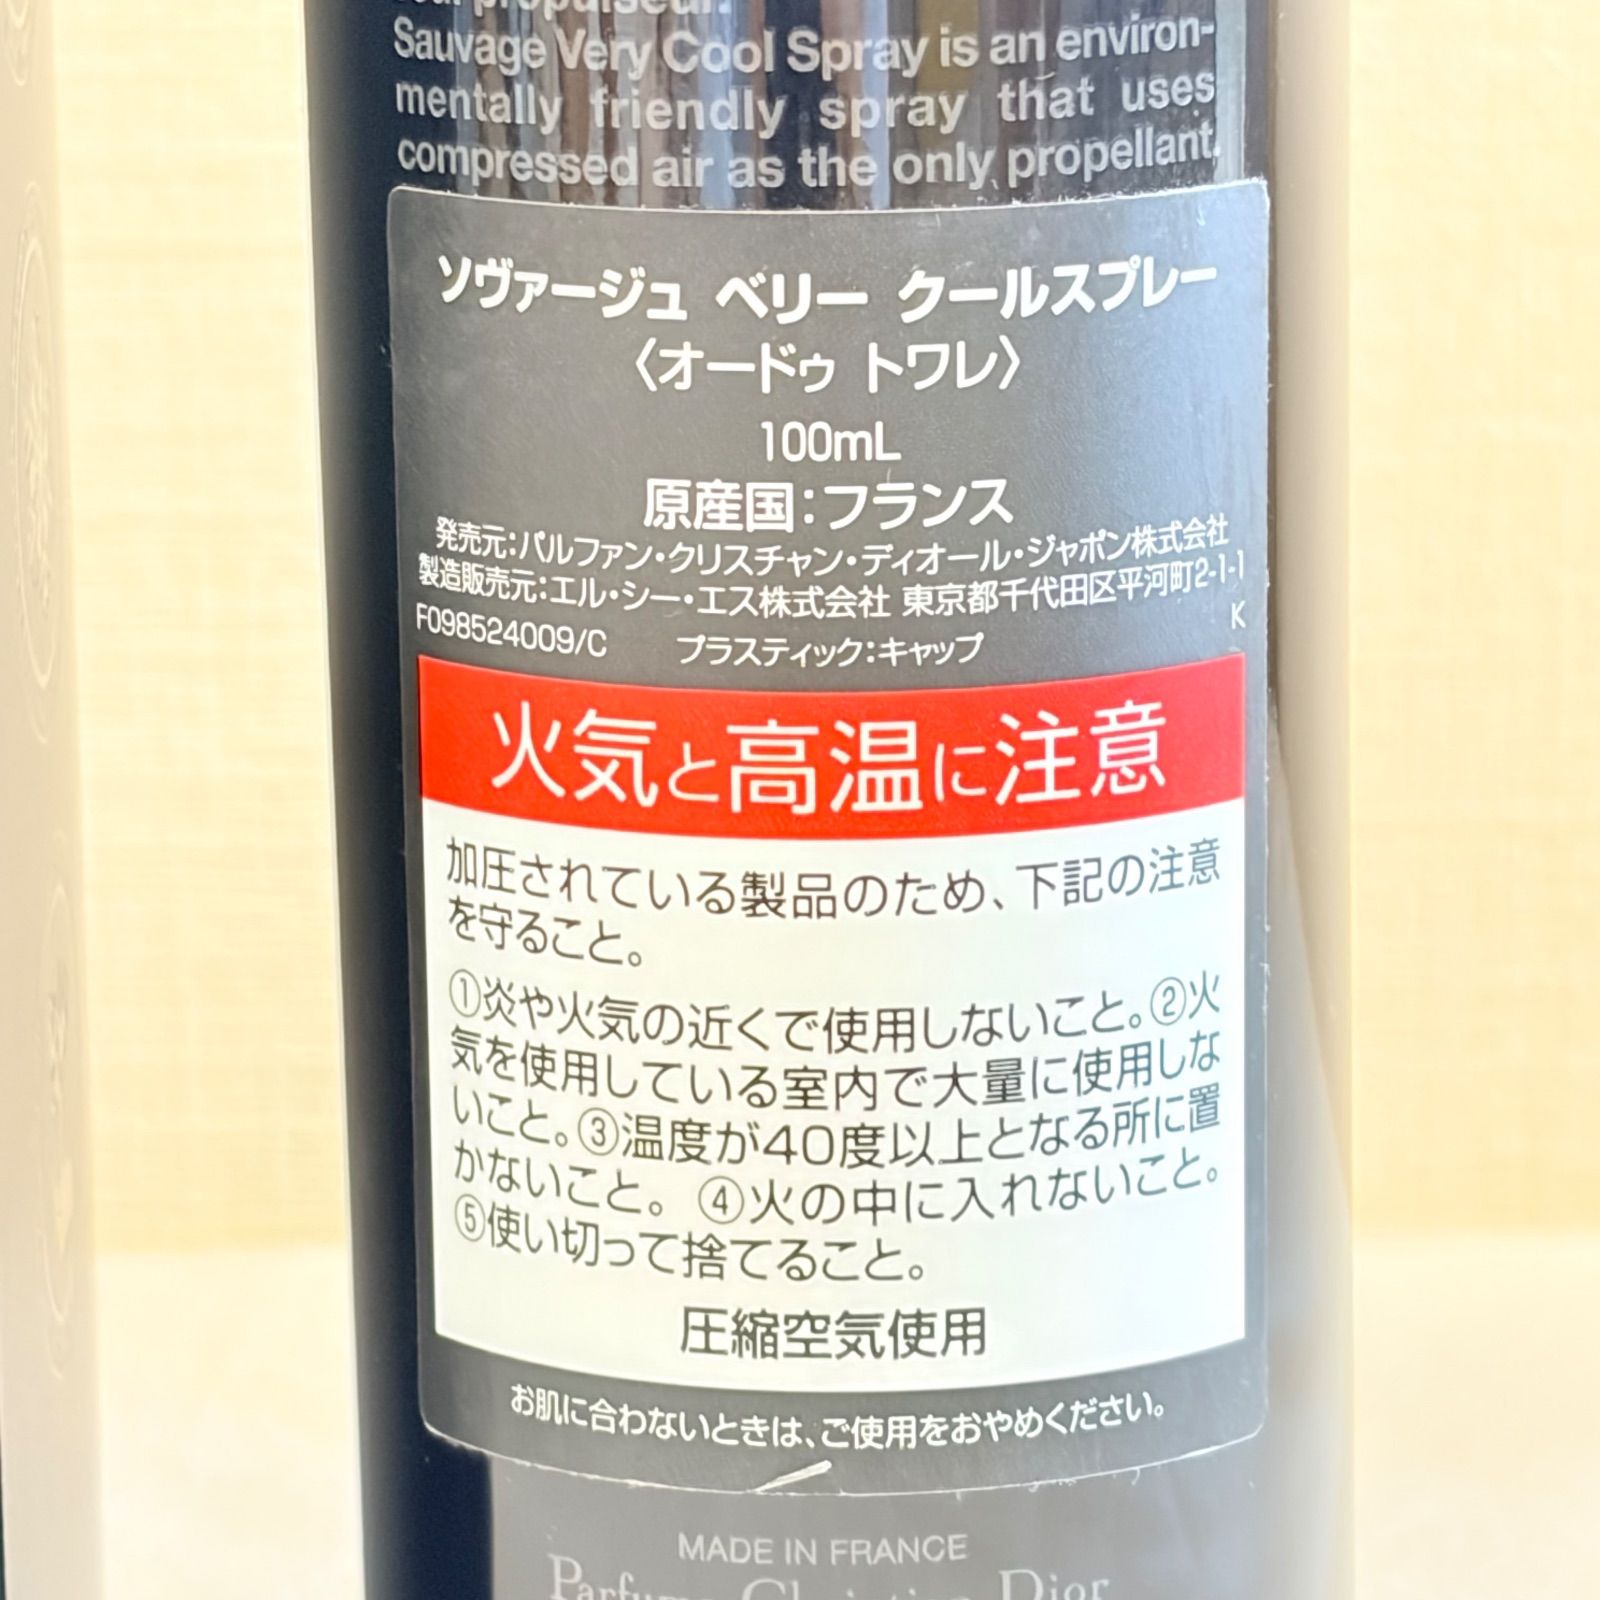 Sauvage Very Cool Spray is an environ-
mentally friendly spray that uses
compressed air as the only propellant.
ソヴァージュ ベリー クールスプレー
〈オードゥ トワレ〉
100mL
原産国：フランス
発売元：パルファン・クリスチャン・ディオール・ジャポン株式会社
製造販売元：エル・シー・エス株式会社 東京都千代田区平河町2-1-1
F098524009/C プラスティック：キャップ K
火気と高温に注意
加圧されている製品のため、下記の注意
を守ること。
①炎や火気の近くで使用しないこと。②火
気を使用している室内で大量に使用しな
いこと。③温度が40度以上となる所に置
かないこと。 ④火の中に入れないこと。
⑤使い切って捨てること。
圧縮空気使用
お肌に合わないときは、ご使用をおやめください。
MADE IN FRANCE
Christian Dior